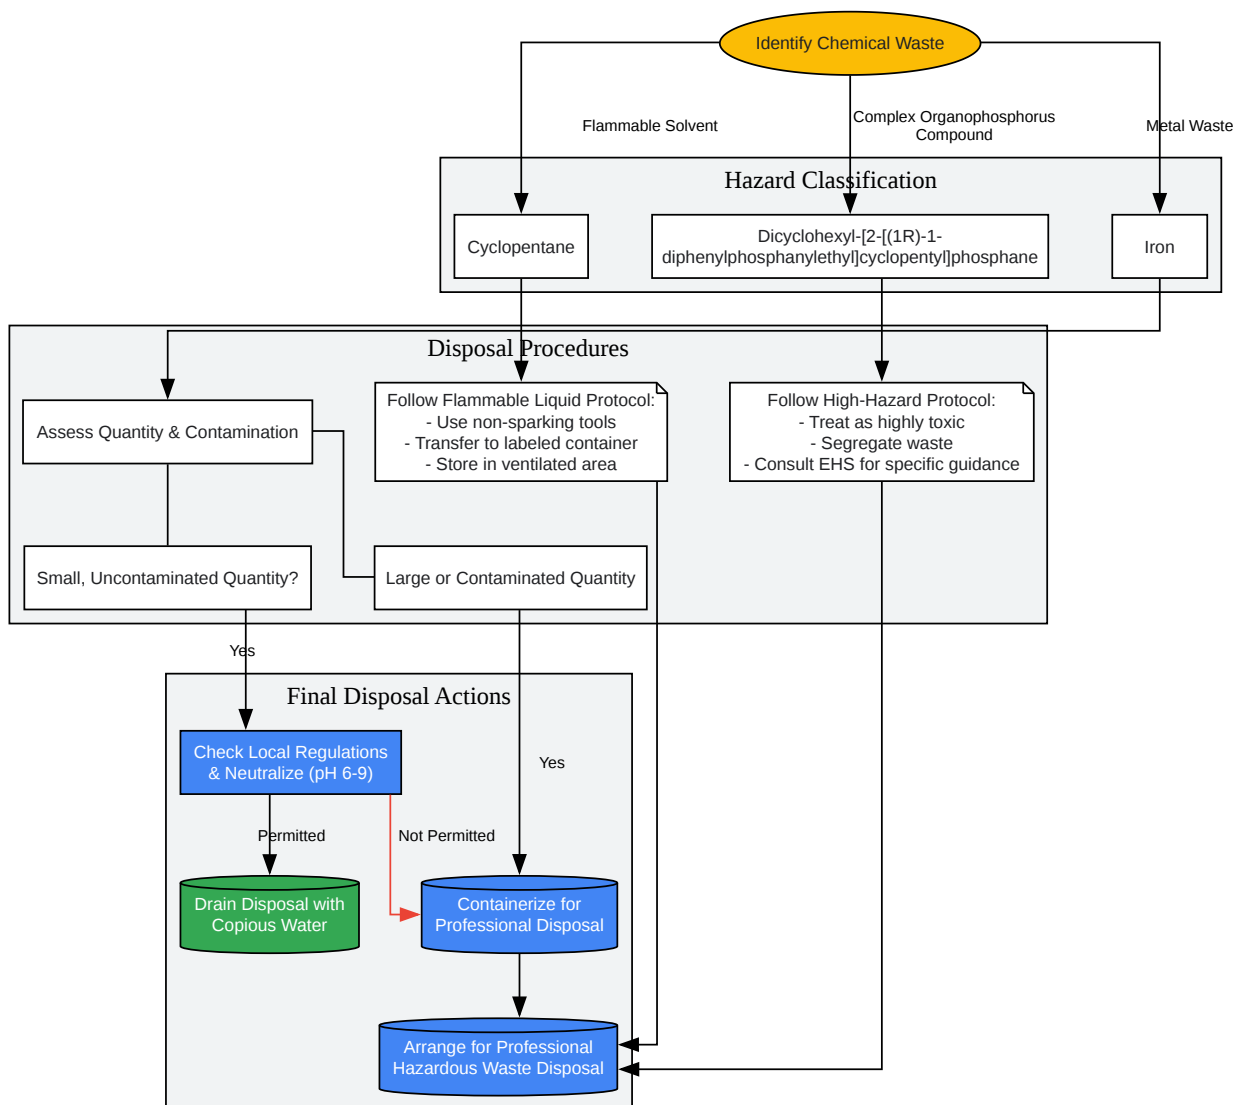 Identify Chemical Waste
Flammable Solvent
Complex Organophosphorus
Compound
Metal Waste
Hazard Classification
Cyclopentane
Dicyclohexyl-[2-[(1R)-1-
diphenylphosphanylethyl]cyclopentyl]phosphane
Iron
Disposal Procedures
Assess Quantity & Contamination
Follow Flammable Liquid Protocol:
- Use non-sparking tools
- Transfer to labeled container
- Store in ventilated area
Follow High-Hazard Protocol:
- Treat as highly toxic
- Segregate waste
- Consult EHS for specific guidance
Small, Uncontaminated Quantity?
Large or Contaminated Quantity
Yes
Final Disposal Actions
Check Local Regulations
& Neutralize (pH 6-9)
Yes
Permitted
Not Permitted
Drain Disposal with
Copious Water
Containerize for
Professional Disposal
Arrange for Professional
Hazardous Waste Disposal